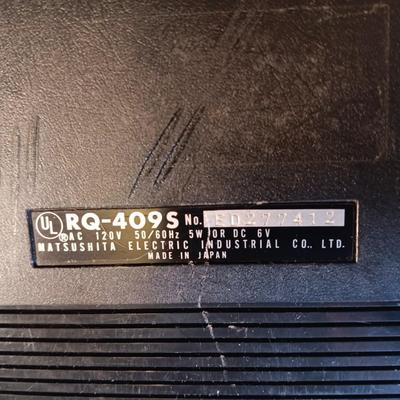 UL RQ-409S No. ED277412
® AC 120V 50/60Hz 5W OR DC 6V
MATSUSHITA ELECTRIC INDUSTRIAL CO., LTD.
MADE IN JAPAN